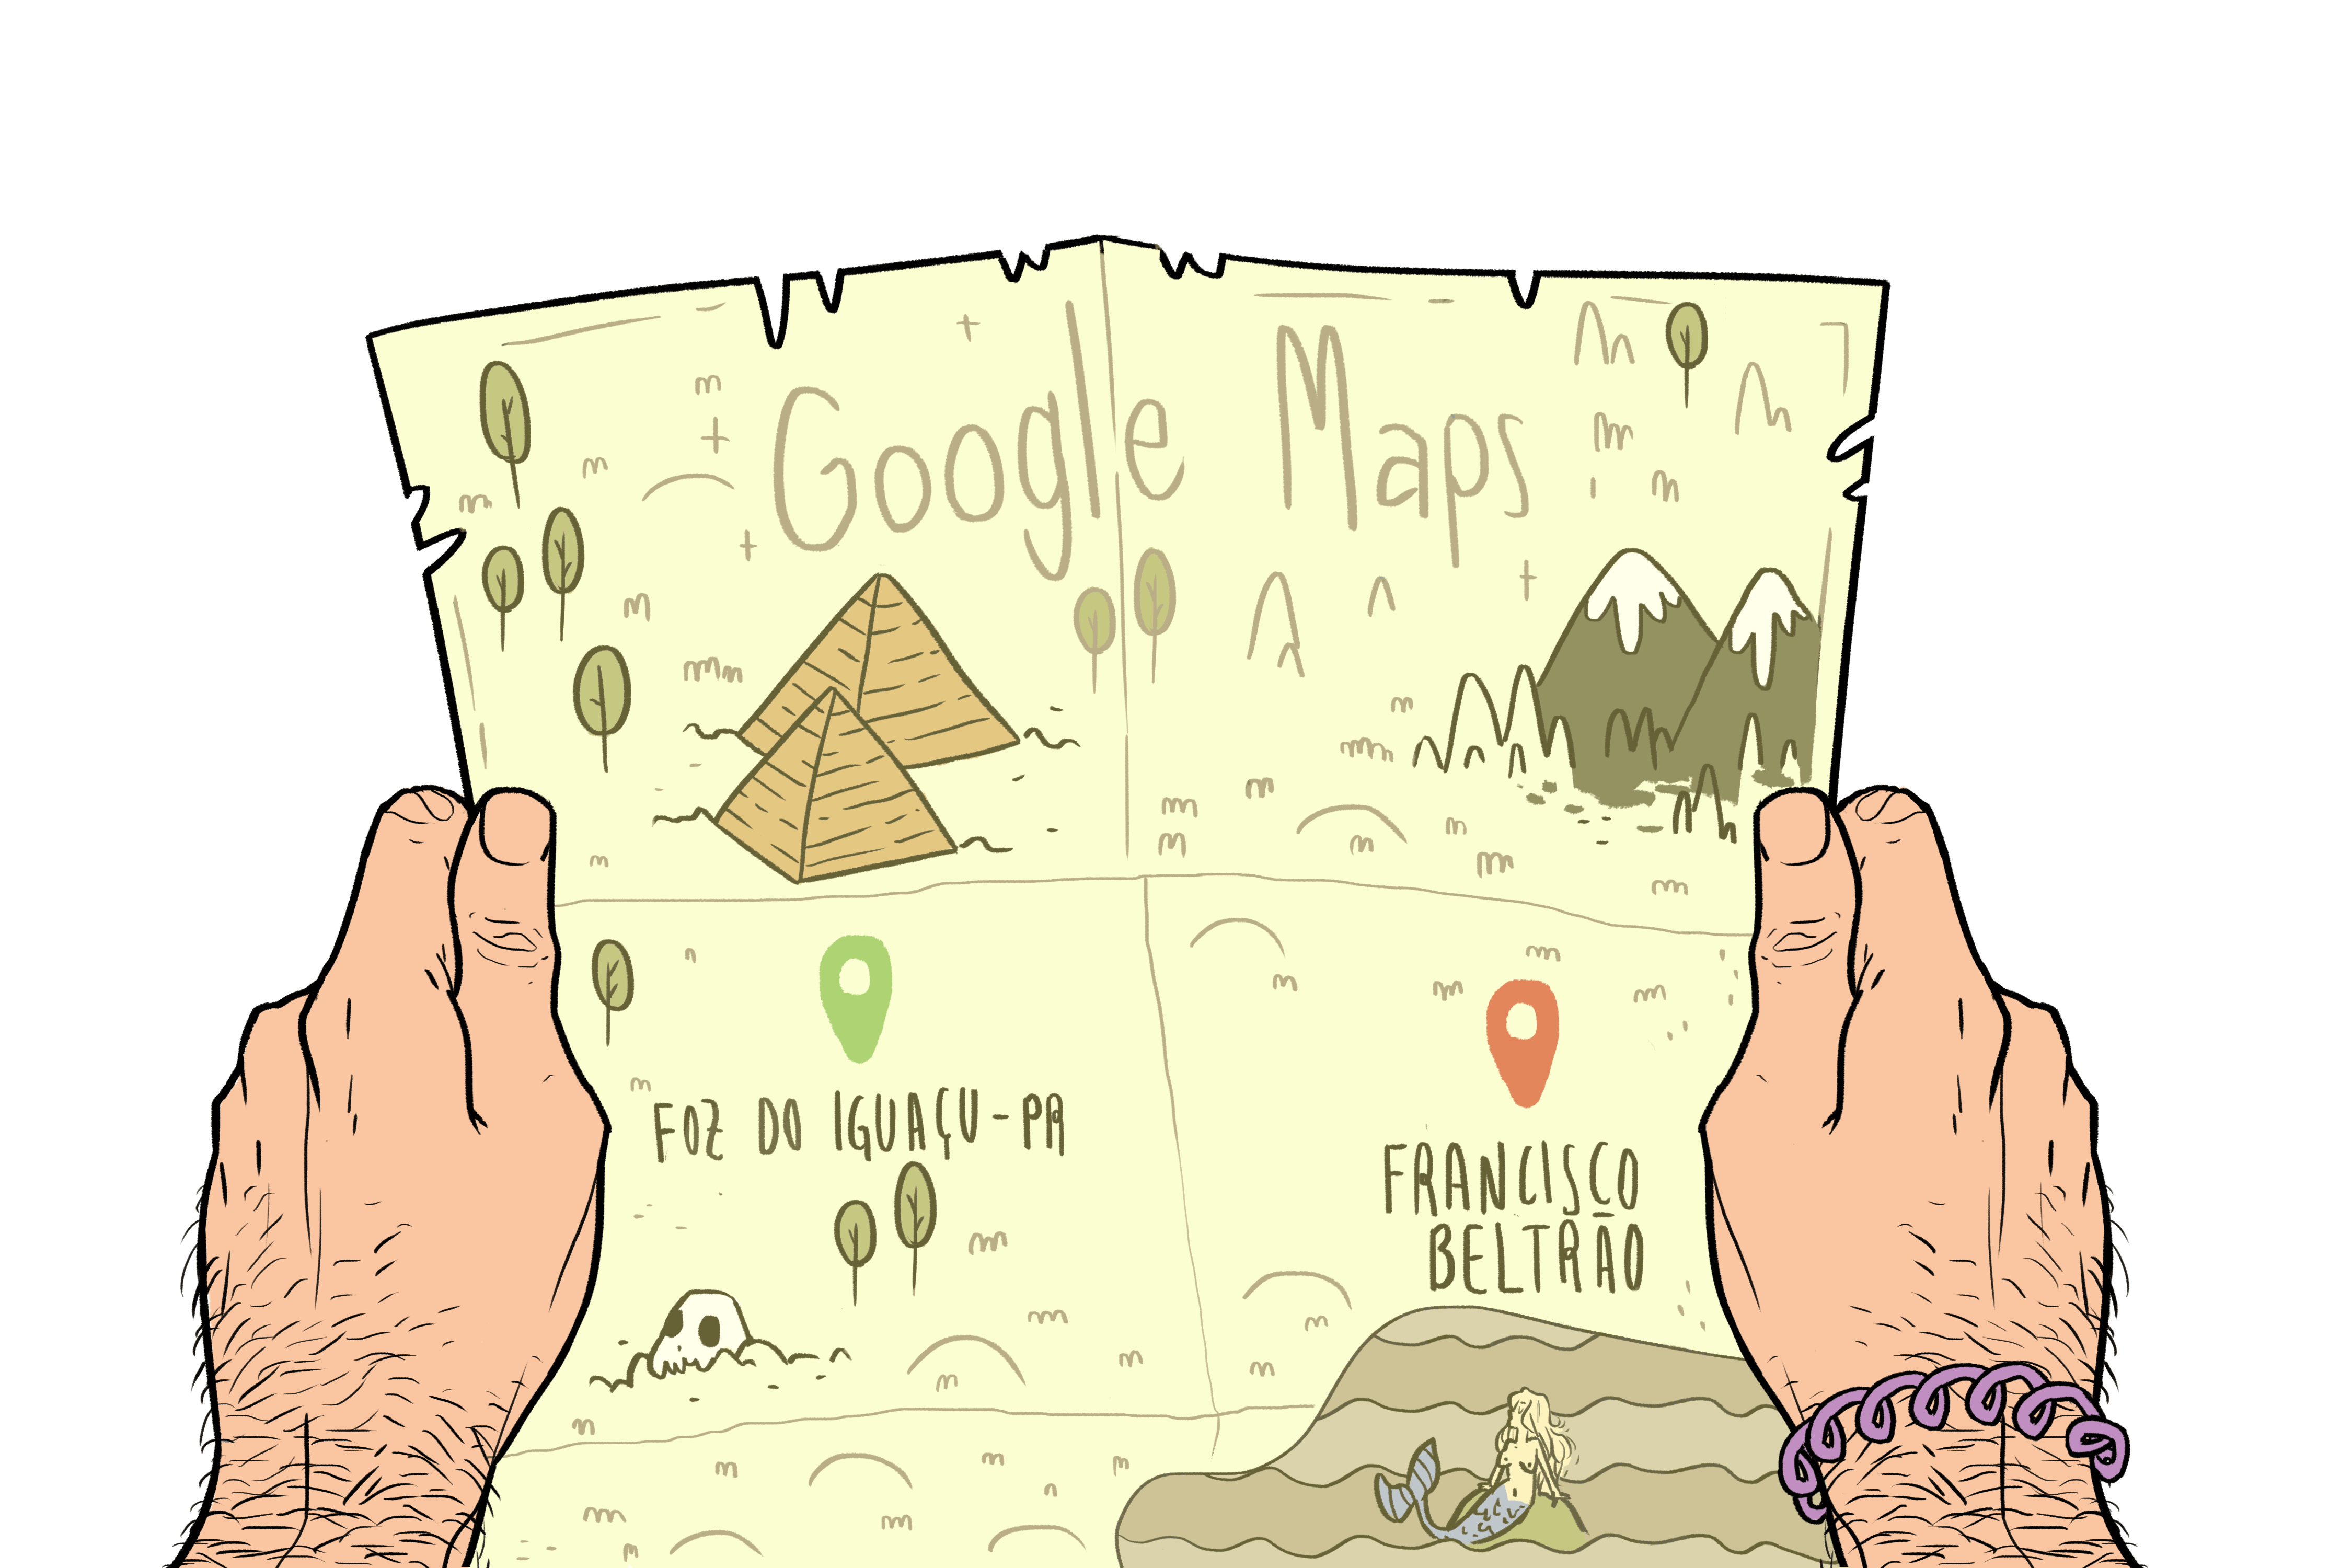 Google Maps
FOZ DO IGUAÇU-PR
FRANCISCO
BELTRÃO